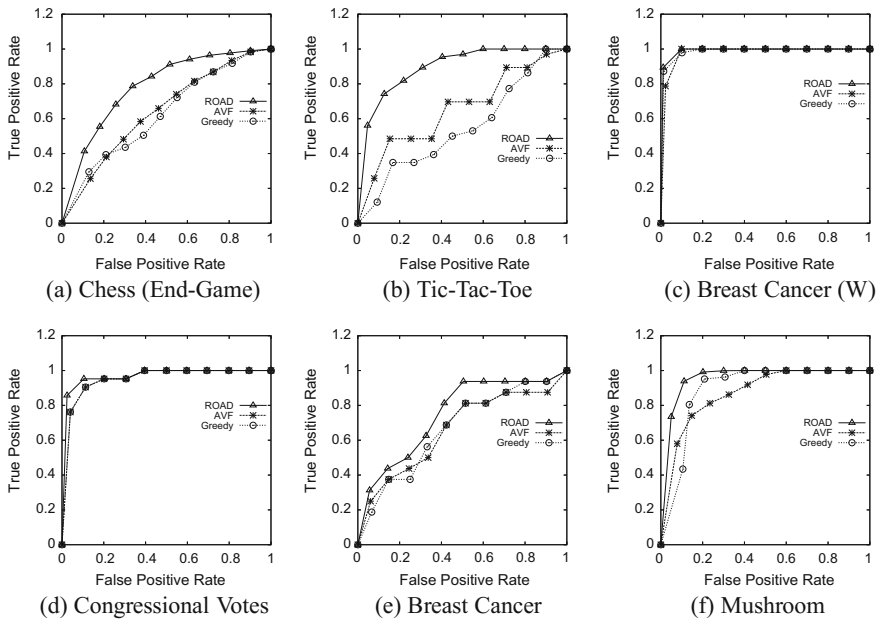 True Positive Rate
1.2
1
0.8
0.6
0.4
0.2
0
0 0.2 0.4 0.6 0.8 1
False Positive Rate
ROAD
AVF
Greedy
(a) Chess (End-Game)
True Positive Rate
1.2
1
0.8
0.6
0.4
0.2
0
0 0.2 0.4 0.6 0.8 1
False Positive Rate
ROAD
AVF
Greedy
(b) Tic-Tac-Toe
True Positive Rate
1.2
1
0.8
0.6
0.4
0.2
0
0 0.2 0.4 0.6 0.8 1
False Positive Rate
ROAD
AVF
Greedy
(c) Breast Cancer (W)
True Positive Rate
1.2
1
0.8
0.6
0.4
0.2
0
0 0.2 0.4 0.6 0.8 1
False Positive Rate
ROAD
AVF
Greedy
(d) Congressional Votes
True Positive Rate
1.2
1
0.8
0.6
0.4
0.2
0
0 0.2 0.4 0.6 0.8 1
False Positive Rate
ROAD
AVF
Greedy
(e) Breast Cancer
True Positive Rate
1.2
1
0.8
0.6
0.4
0.2
0
0 0.2 0.4 0.6 0.8 1
False Positive Rate
ROAD
AVF
Greedy
(f) Mushroom